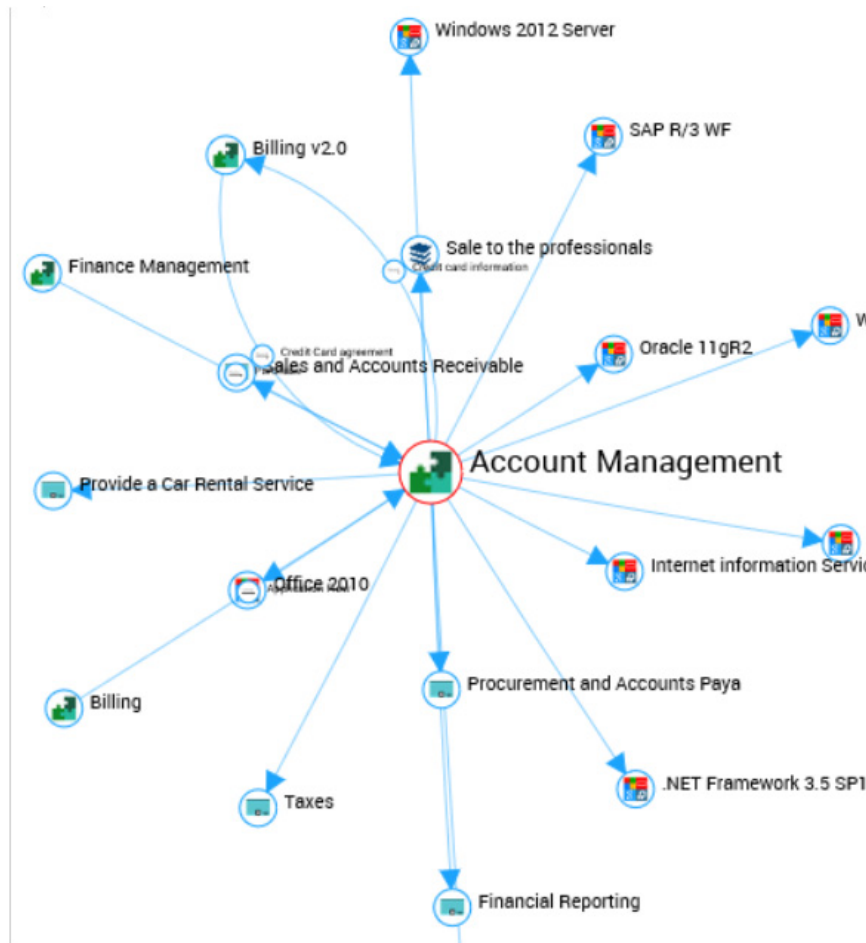 Windows 2012 Server
SAP R/3 WF
Billing v2.0
Sale to the professionals
Credit card information
Finance Management
W
Oracle 11gR2
Credit Card agreement
Sales and Accounts Receivable
Account Management
Provide a Car Rental Service
Internet information Servic
Office 2010
Procurement and Accounts Paya
Billing
.NET Framework 3.5 SP1
Taxes
Financial Reporting